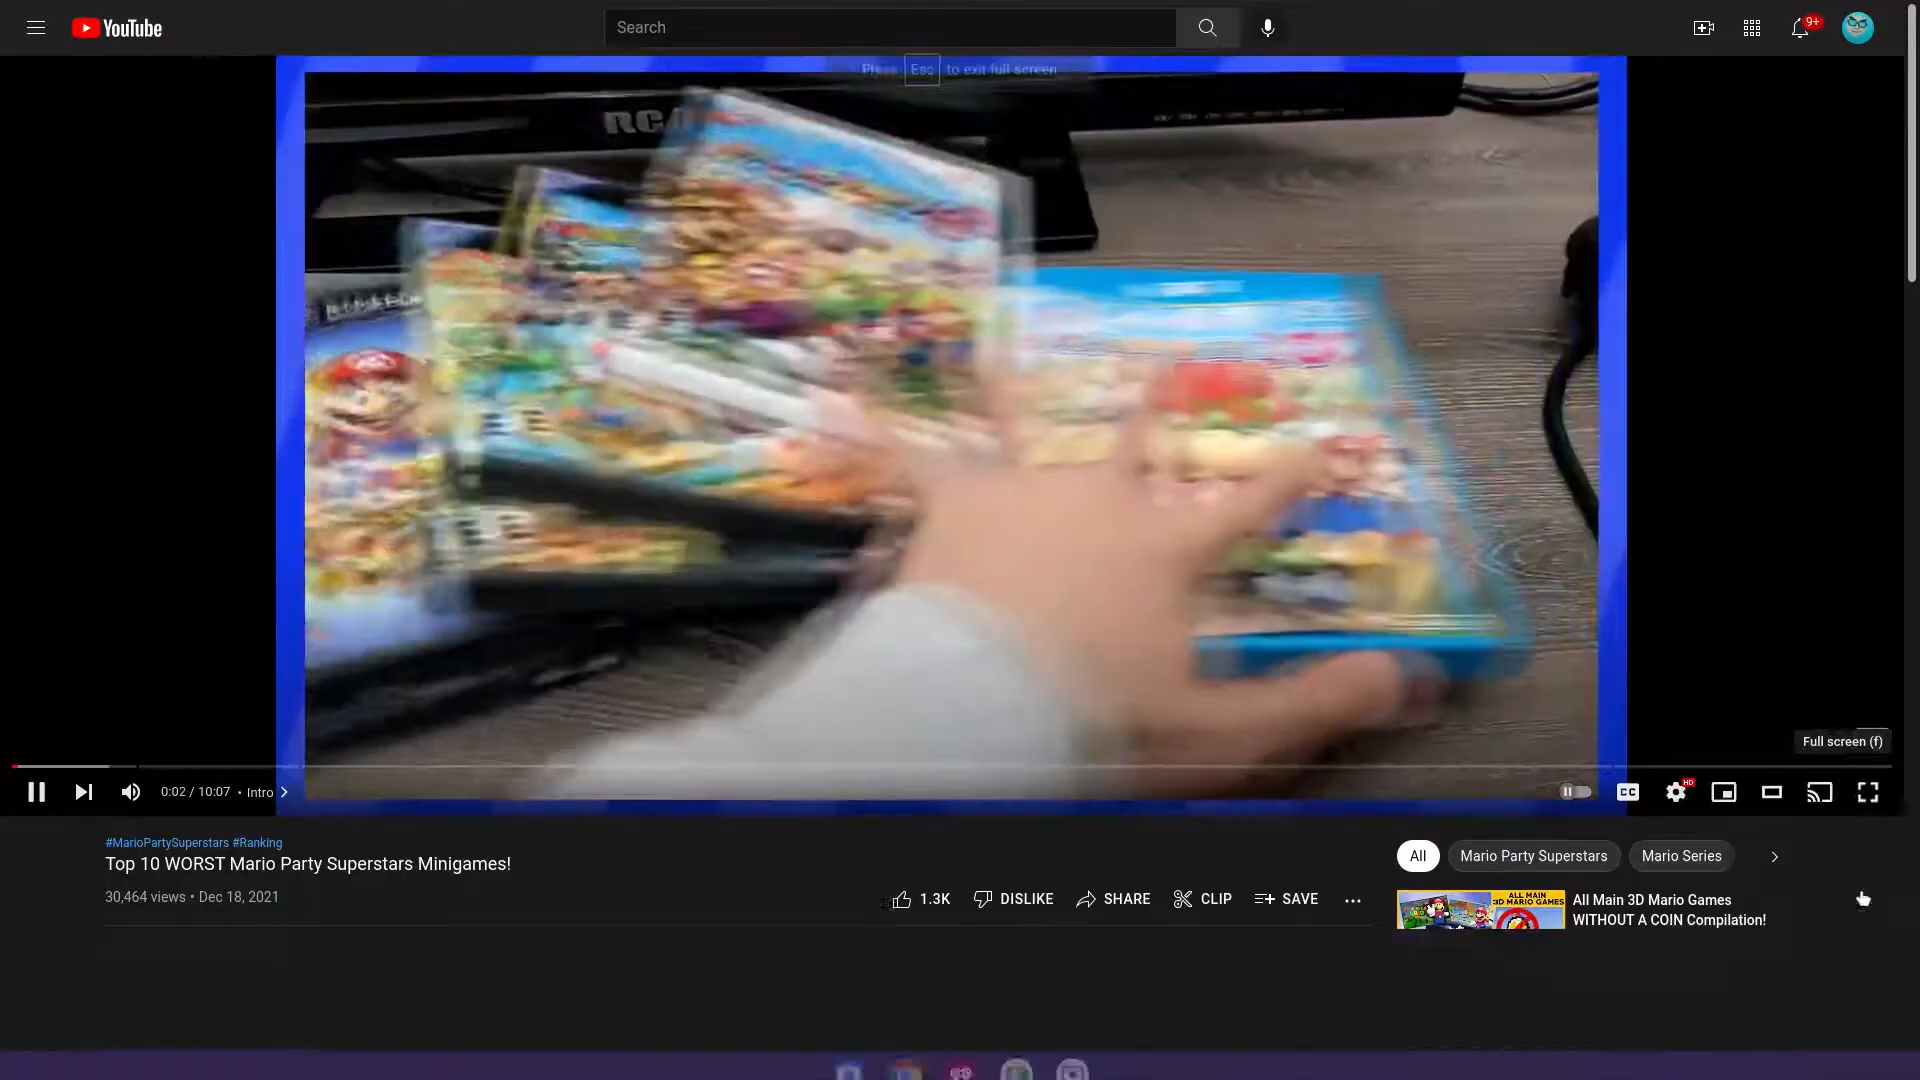 YouTube
Search
9+
Press Esc to exit full screen
RCA
Full screen (f)
0:02 / 10:07 • Intro
CC
HD
#MarioPartySuperstars #Ranking
Top 10 WORST Mario Party Superstars Minigames!
30,464 views • Dec 18, 2021
1.3K DISLIKE SHARE CLIP SAVE
All Mario Party Superstars Mario Series
ALL MAIN
3D MARIO GAMES
All Main 3D Mario Games
WITHOUT A COIN Compilation!